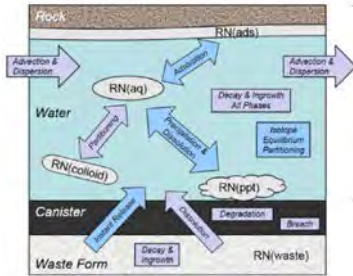 Rock
RN(ads)
Advection &
Dispersion
Adsorption
Advection &
Dispersion
RN(aq)
Decay & Ingrowth
All Phases
Water
Partitioning
Precipitation &
Dissolution
Isotope
Equilibrium
Partitioning
RN(colloid)
RN(ppt)
Canister
Instant Release
Dissolution
Degradation
Breach
Waste Form
Decay &
Ingrowth
RN(waste)